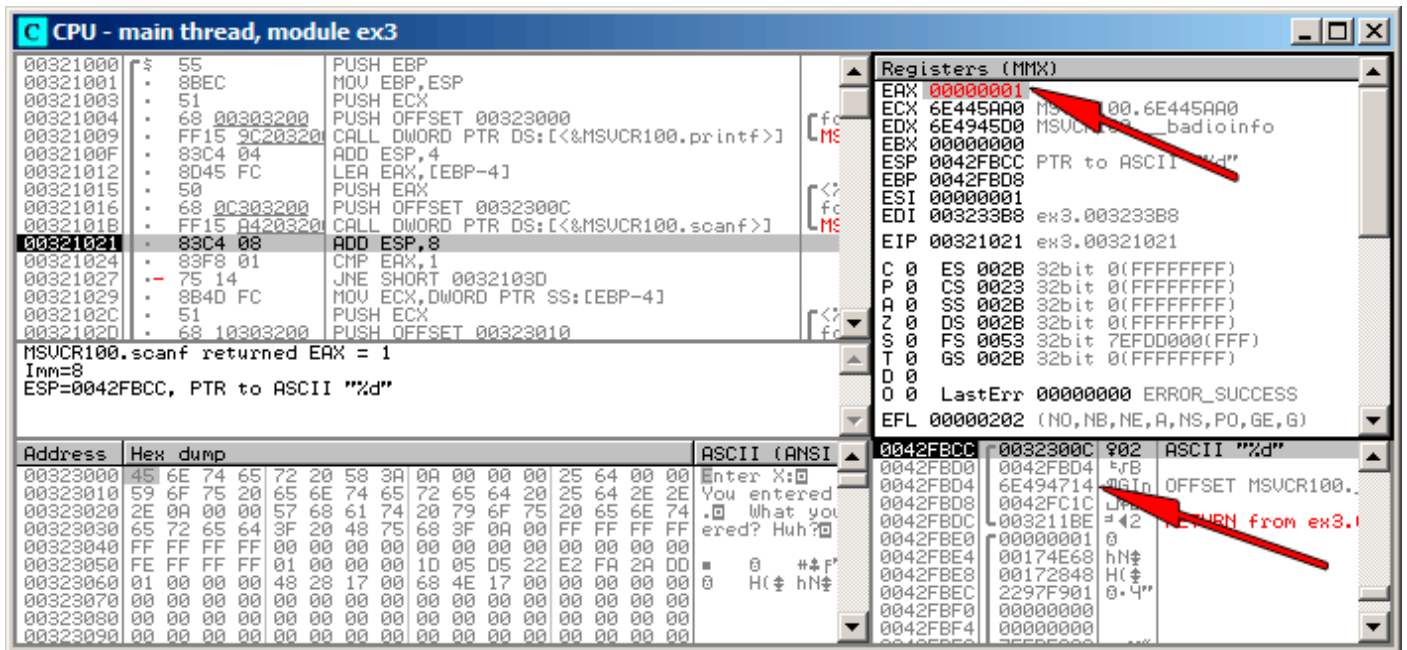 C CPU - main thread, module ex3
00321000 $ 55 PUSH EBP
00321001 . 8BEC MOV EBP,ESP
00321003 . 51 PUSH ECX
00321004 . 68 00303200 PUSH OFFSET 00323000
00321009 . FF15 9C203200 CALL DWORD PTR DS:[<&MSVCR100.printf>]
0032100F . 83C4 04 ADD ESP,4
00321012 . 8D45 FC LEA EAX,[EBP-4]
00321015 . 50 PUSH EAX
00321016 . 68 0C303200 PUSH OFFSET 0032300C
0032101B . FF15 A4203200 CALL DWORD PTR DS:[<&MSVCR100.scanf>]
00321021 . 83C4 08 ADD ESP,8
00321024 . 83F8 01 CMP EAX,1
00321027 .- 75 14 JNE SHORT 0032103D
00321029 . 8B4D FC MOV ECX,DWORD PTR SS:[EBP-4]
0032102C . 51 PUSH ECX
0032102D . 68 10303200 PUSH OFFSET 00323010
MSVCR100.scanf returned EAX = 1
Imm=8
ESP=0042FBCC, PTR to ASCII "%d"
Registers (MMX)
EAX 00000001
ECX 6E445AA0 100.6E445AA0
EDX 6E4945D0 __badioinfo
EBX 00000000
ESP 0042FBCC PTR to ASCII "%d"
EBP 0042FBD8
ESI 00000001
EDI 003233B8 ex3.003233B8
EIP 00321021 ex3.00321021
C 0 ES 002B 32bit 0(FFFFFFFF)
P 0 CS 0023 32bit 0(FFFFFFFF)
A 0 SS 002B 32bit 0(FFFFFFFF)
Z 0 DS 002B 32bit 0(FFFFFFFF)
S 0 FS 0053 32bit 7EFDD000(FFF)
T 0 GS 002B 32bit 0(FFFFFFFF)
D 0
O 0 LastErr 00000000 ERROR_SUCCESS
EFL 00000202 (NO,NB,NE,A,NS,PO,GE,G)
Address Hex dump ASCII (ANSI
00323000 45 6E 74 65 72 20 58 3A 0A 00 00 00 25 64 00 00 Enter X:
00323010 59 6F 75 20 65 6E 74 65 72 65 64 20 25 64 2E 2E You entered
00323020 2E 0A 00 00 57 68 61 74 20 79 6F 75 20 65 6E 74 . What you
00323030 65 72 65 64 3F 20 48 75 68 3F 0A 00 FF FF FF FF ered? Huh?
00323040 FF FF FF FF 00 00 00 00 00 00 00 00 00 00 00 00
00323050 FE FF FF FF 01 00 00 00 1D 05 D5 22 E2 FA 2A DD
00323060 01 00 00 00 48 28 17 00 68 4E 17 00 00 00 00 00 H( hN
00323070 00 00 00 00 00 00 00 00 00 00 00 00 00 00 00 00
00323080 00 00 00 00 00 00 00 00 00 00 00 00 00 00 00 00
00323090 00 00 00 00 00 00 00 00 00 00 00 00 00 00 00 00
0042FBCC 0032300C ♀02 ASCII "%d"
0042FBD0 0042FBD4
0042FBD4 6E494714 GIn OFFSET MSVCR100.
0042FBD8 0042FC1C
0042FBDC 003211BE RETURN from ex3.
0042FBE0 00000001
0042FBE4 00174E68 hN
0042FBE8 00172848 H(
0042FBEC 2297F901
0042FBF0 00000000
0042FBF4 00000000